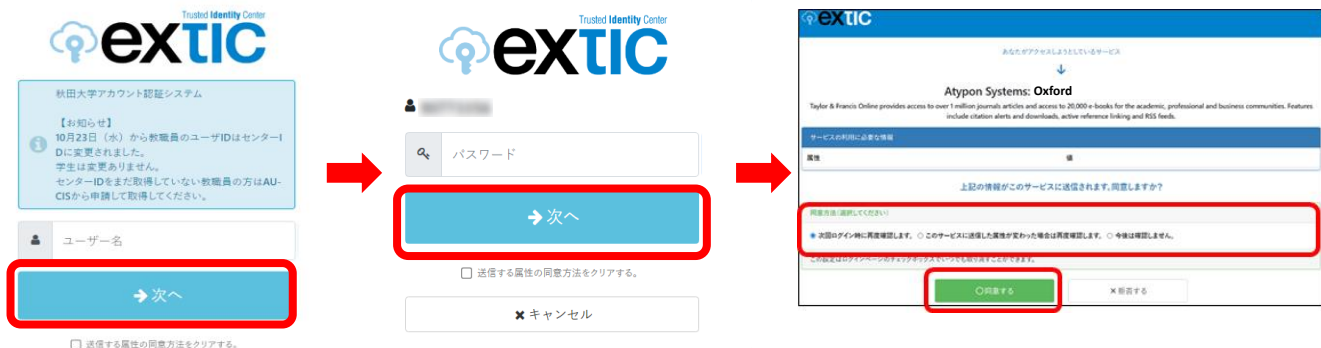 Trusted Identity Center
extic
秋田大学アカウント認証システム
【お知らせ】
10月23日（水）から教職員のユーザIDはセンターI
Dに変更されました。
学生は変更ありません。
センターIDをまだ取得していない教職員の方はAU-
CISから申請して取得してください。
ユーザー名
→次へ
送信する属性の同意方法をクリアする。
Trusted Identity Center
extic
パスワード
→次へ
送信する属性の同意方法をクリアする。
✖キャンセル
extic
あなたがアクセスしようとしているサービス
↓
Atypon Systems: Oxford
Taylor & Francis Online provides access to over 1 million journals articles and access to 20,000 e-books for the academic, professional and business communities. Features
include citation alerts and downloads, active reference linking and RSS feeds.
サービスの利用に必要な情報
属性 値
上記の情報がこのサービスに送信されます。同意しますか？
同意方法（選択してください）
次回ログイン時に再度確認します。 このサービスに送信した属性が変わった場合は再度確認します。 今後は確認しません。
この設定はログインページのチェックボックスでいつでも取り消すことができます。
〇同意する
✖拒否する